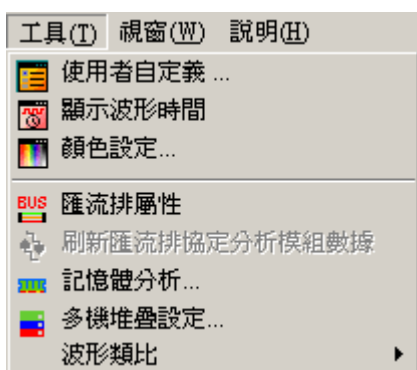 工具(T) 視窗(W) 說明(H)
使用者自定義 ...
顯示波形時間
顏色設定...
BUS 匯流排屬性
刷新匯流排協定分析模組數據
記憶體分析...
多機堆疊設定...
波形類比